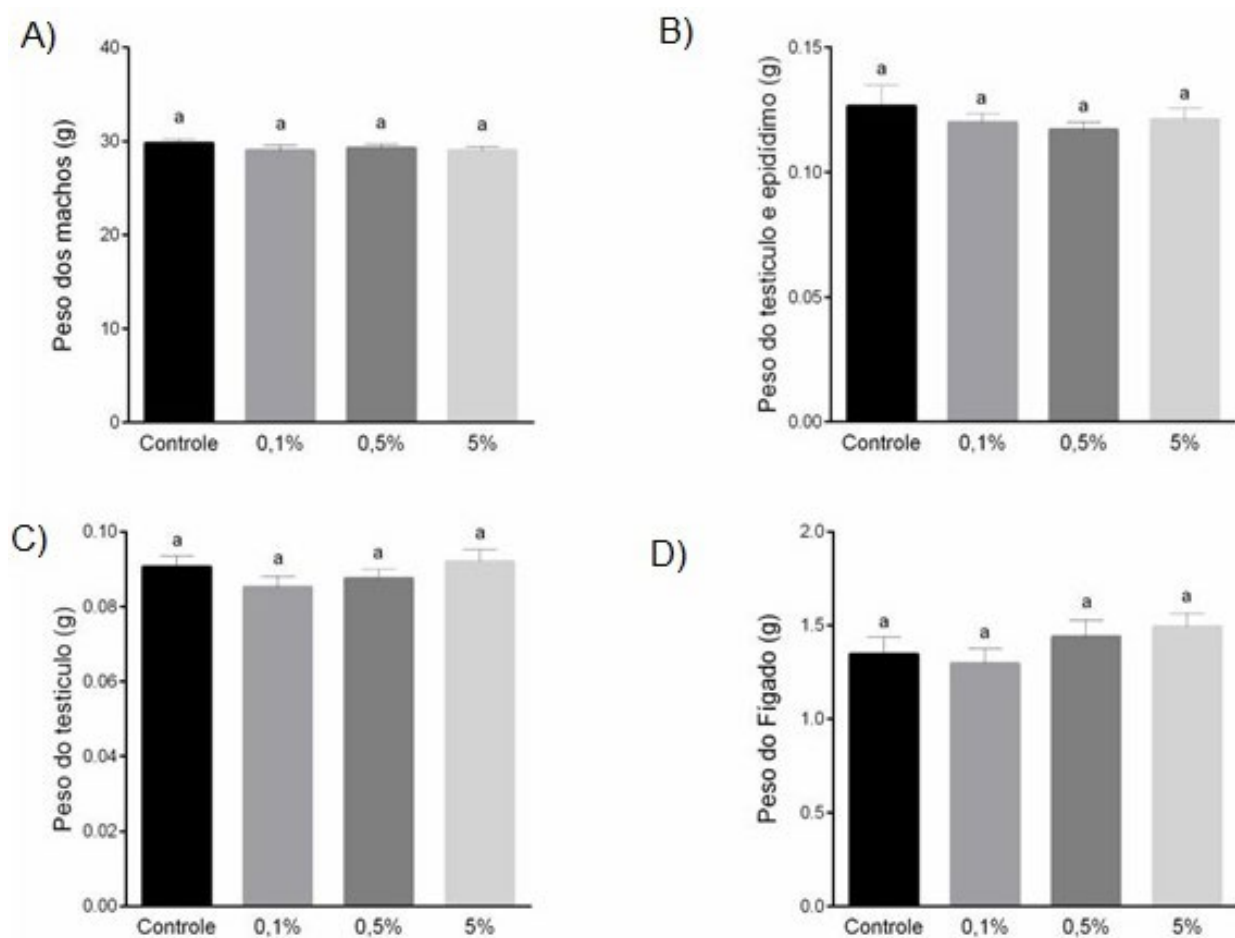 A)
Peso dos machos (g)
40
30
20
10
0
a a a a
Controle 0,1% 0,5% 5%
B)
Peso do testiculo e epidídimo (g)
0.15
0.10
0.05
0.00
a a a a
Controle 0,1% 0,5% 5%
C)
Peso do testiculo (g)
0.10
0.08
0.06
0.04
0.02
0.00
a a a a
Controle 0,1% 0,5% 5%
D)
Peso do Fígado (g)
2.0
1.5
1.0
0.5
0.0
a a a a
Controle 0,1% 0,5% 5%